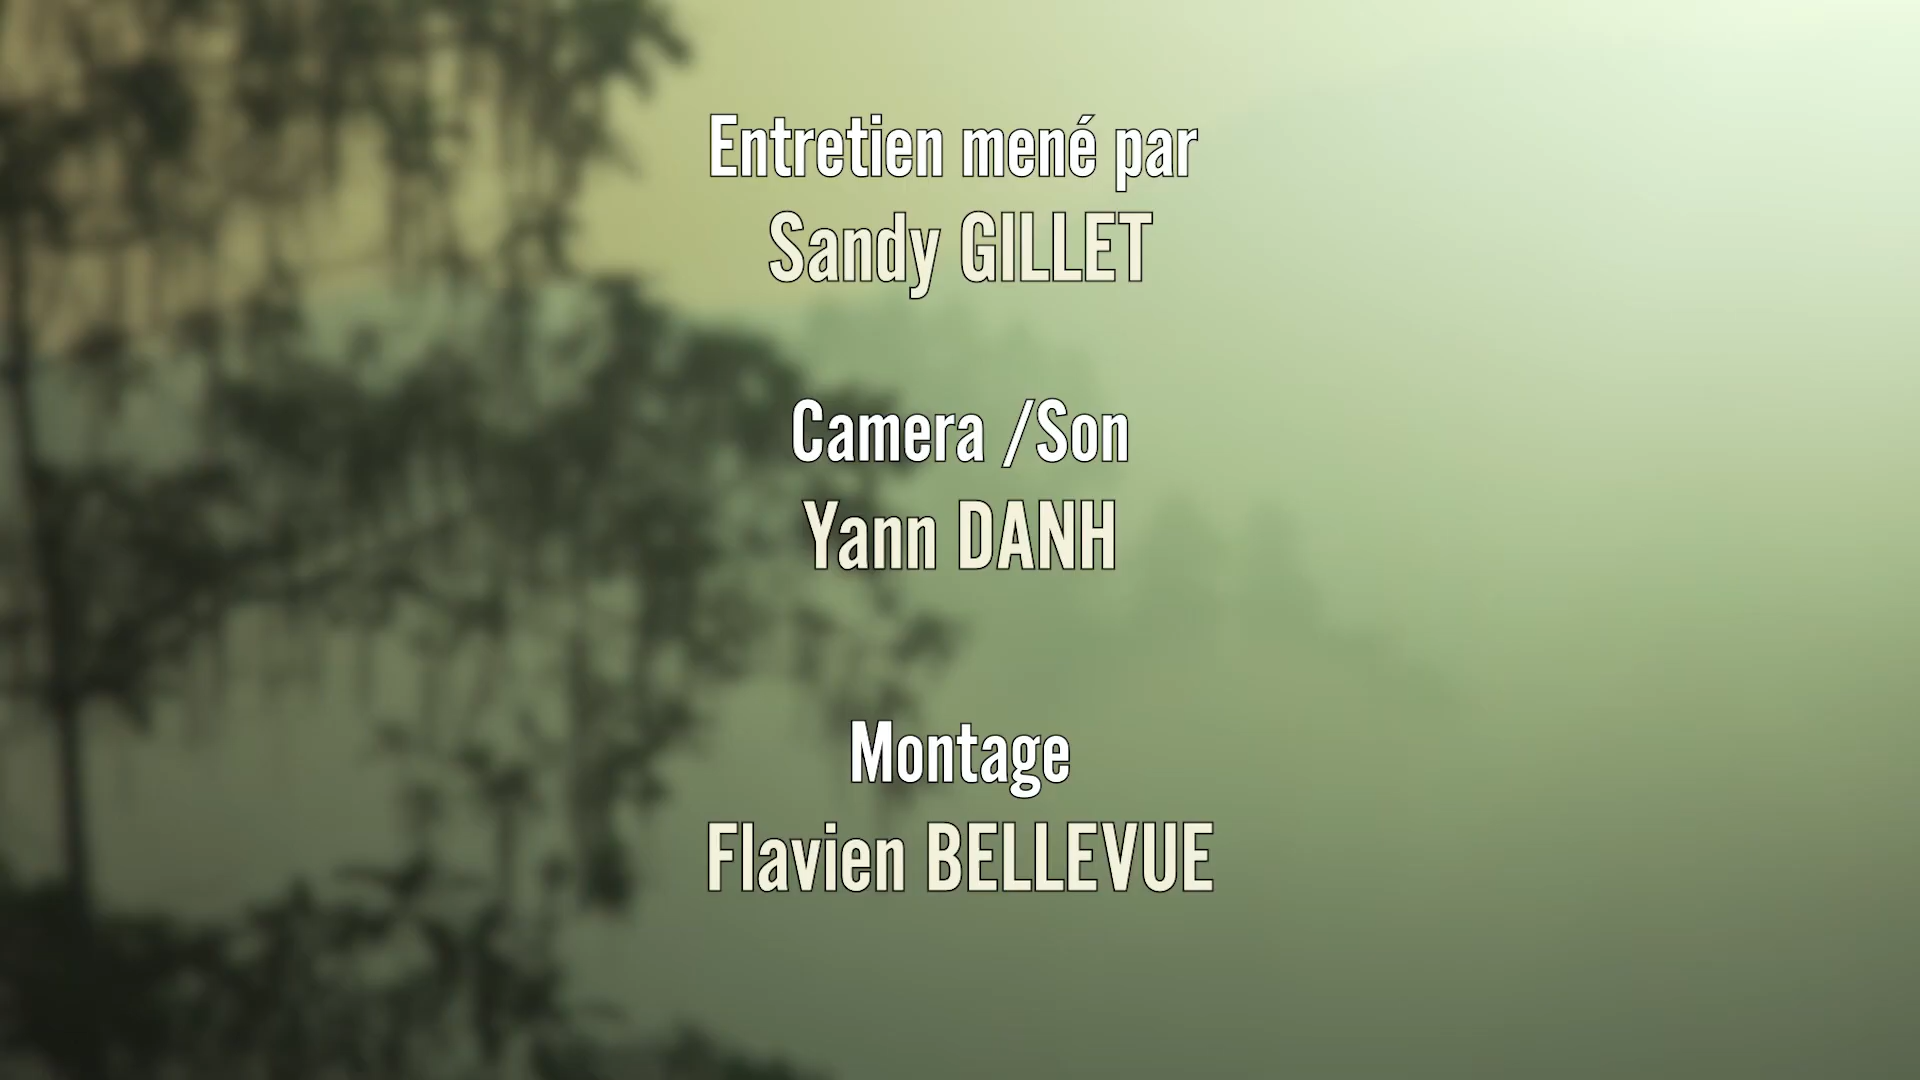 Entretien mené par
Sandy GILLET
Camera /Son
Yann DANH
Montage
Flavien BELLEVUE